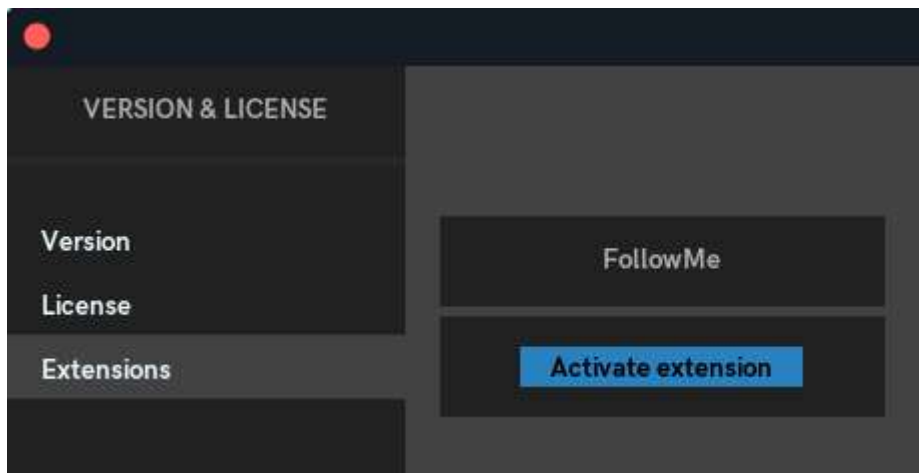 VERSION & LICENSE
Version
License
Extensions
FollowMe
Activate extension